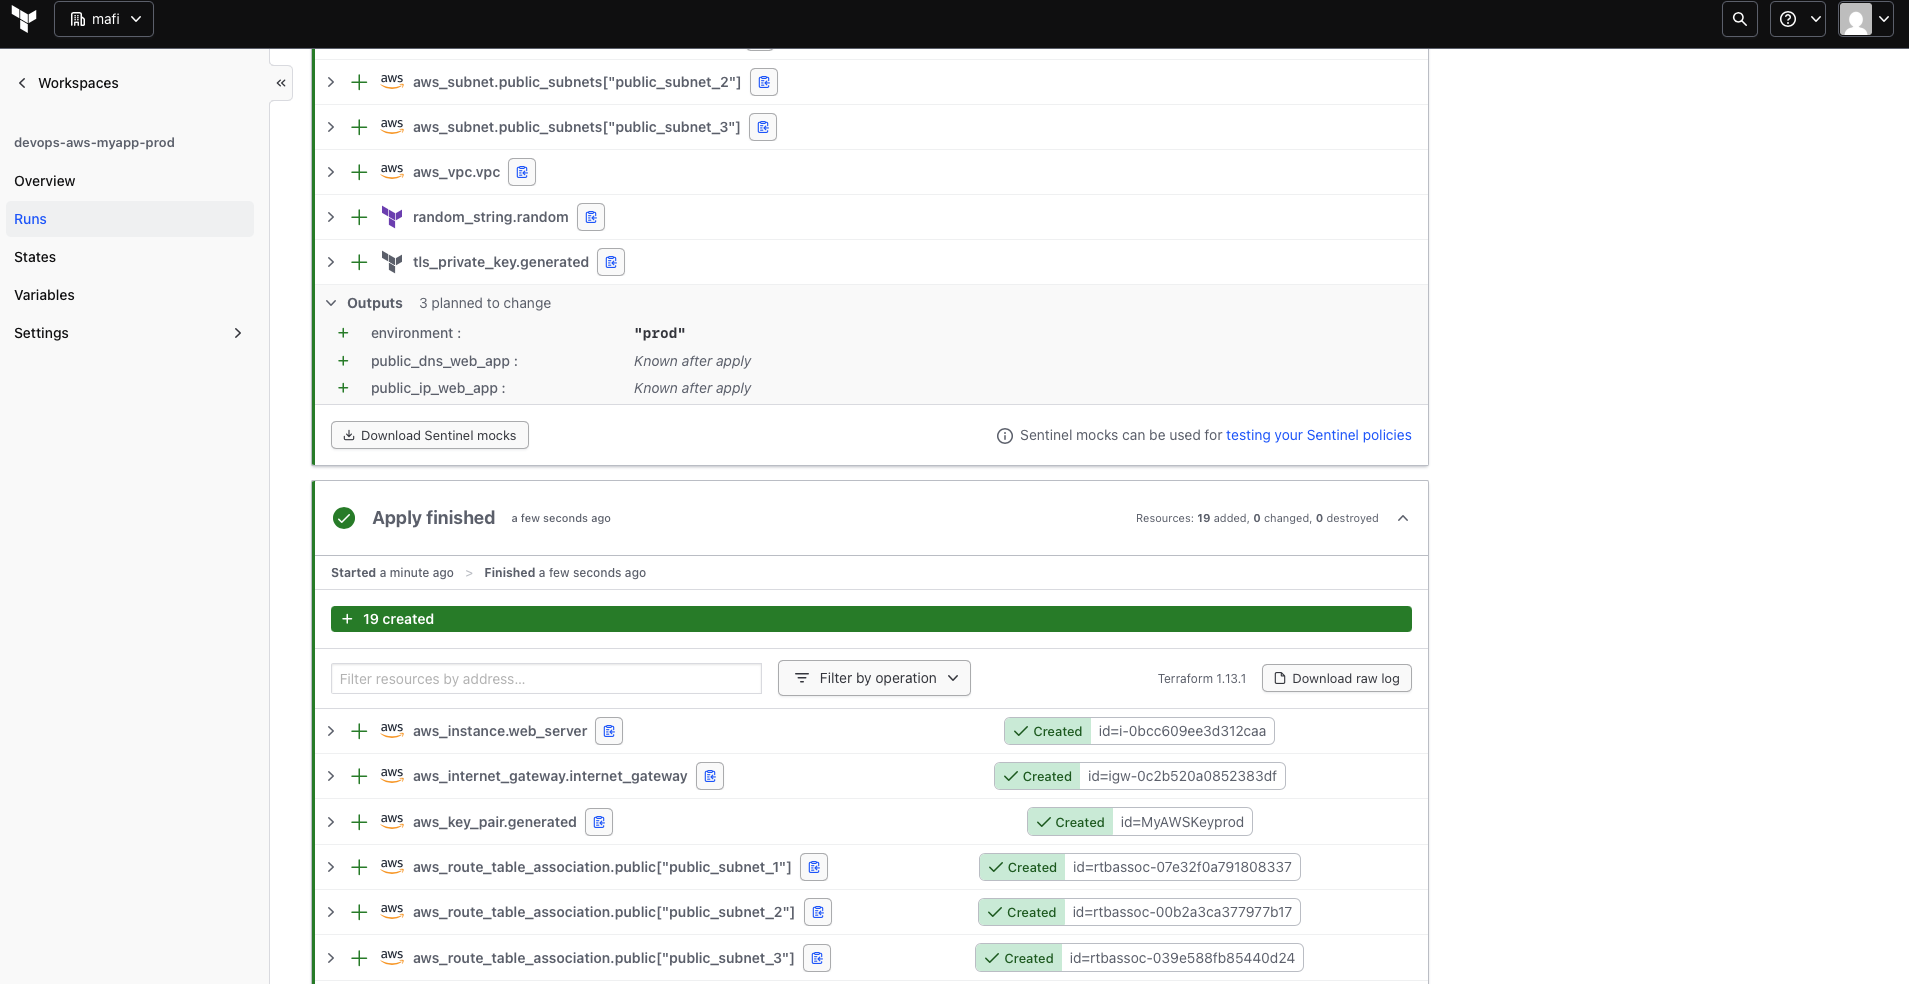 mafi
Workspaces
devops-aws-myapp-prod
Overview
Runs
States
Variables
Settings
aws aws_subnet.public_subnets["public_subnet_2"]
aws aws_subnet.public_subnets["public_subnet_3"]
aws aws_vpc.vpc
random_string.random
tls_private_key.generated
Outputs 3 planned to change
+ environment : "prod"
+ public_dns_web_app : Known after apply
+ public_ip_web_app : Known after apply
Download Sentinel mocks Sentinel mocks can be used for testing your Sentinel policies
Apply finished a few seconds ago Resources: 19 added, 0 changed, 0 destroyed
Started a minute ago > Finished a few seconds ago
+ 19 created
Filter resources by address... Filter by operation Terraform 1.13.1 Download raw log
aws aws_instance.web_server Created id=i-0bcc609ee3d312caa
aws aws_internet_gateway.internet_gateway Created id=igw-0c2b520a0852383df
aws aws_key_pair.generated Created id=MyAWSKeyprod
aws aws_route_table_association.public["public_subnet_1"] Created id=rtbassoc-07e32f0a791808337
aws aws_route_table_association.public["public_subnet_2"] Created id=rtbassoc-00b2a3ca377977b17
aws aws_route_table_association.public["public_subnet_3"] Created id=rtbassoc-039e588fb85440d24